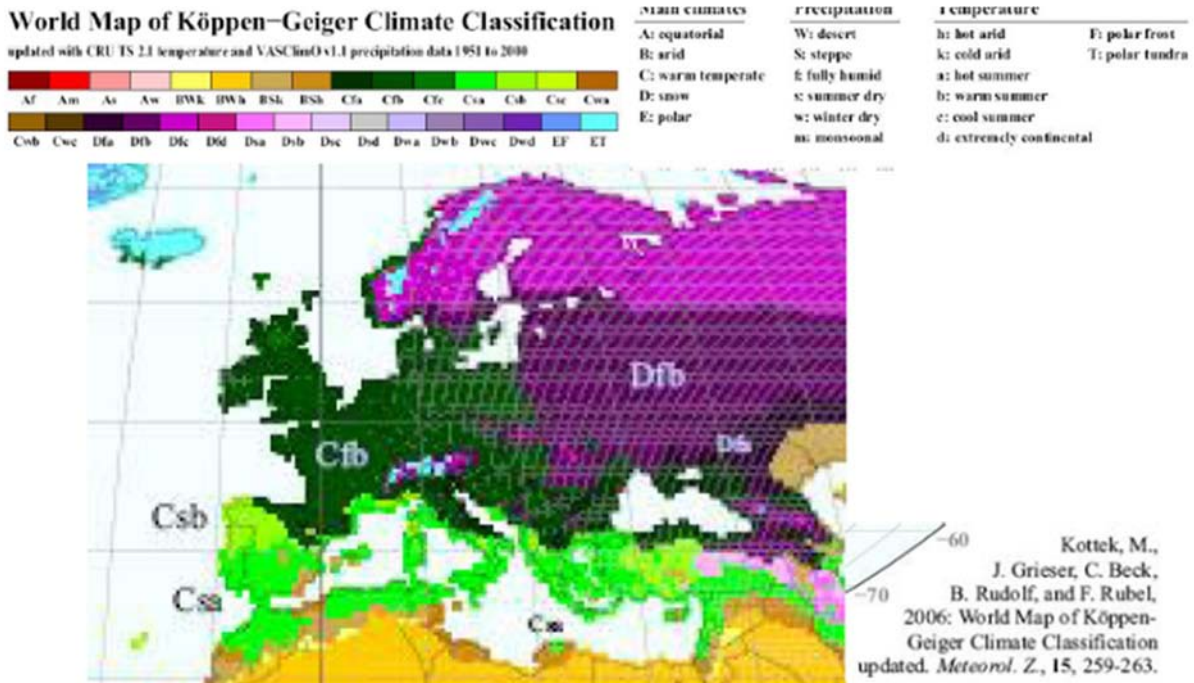 World Map of Köppen−Geiger Climate Classification
updated with CRU TS 2.1 temperature and VASClimO v1.1 precipitation data 1951 to 2000
Af Am As Aw BWk BWh BSk BSh Cfa Cfb Cfc Csa Csb Csc Cwa
Cwb Cwc Dfa Dfb Dfc Dfd Dsa Dsb Dsc Dsd Dwa Dwb Dwc Dwd EF ET
Main climates
A: equatorial
B: arid
C: warm temperate
D: snow
E: polar
Precipitation
W: desert
S: steppe
f: fully humid
s: summer dry
w: winter dry
m: monsoonal
Temperature
h: hot arid
k: cold arid
a: hot summer
b: warm summer
c: cool summer
d: extremely continental
F: polar frost
T: polar tundra
Dfb
Dfa
Cfb
Csb
Csa
Csa
−60
−70
Kottek, M.,
J. Grieser, C. Beck,
B. Rudolf, and F. Rubel,
2006: World Map of Köppen-
Geiger Climate Classification
updated. Meteorol. Z., 15, 259-263.